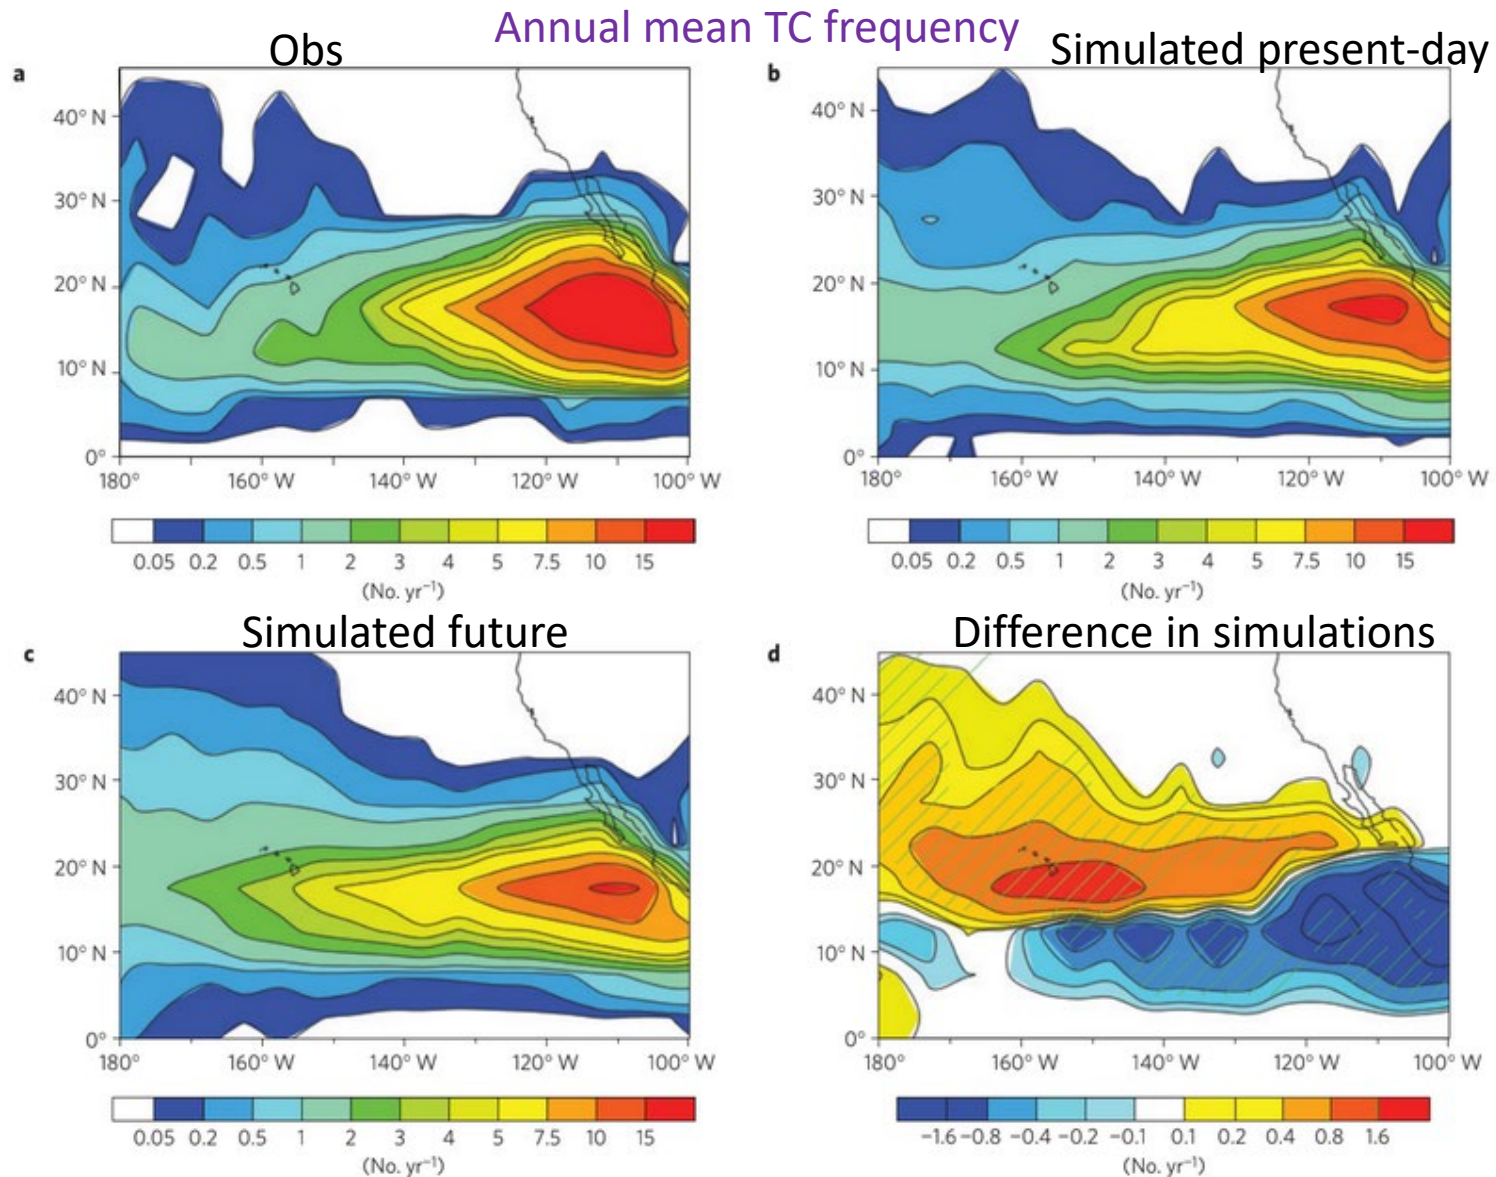 Annual mean TC frequency
Obs
Simulated present-day
a
40° N
30° N
20° N
10° N
0°
180° 160° W 140° W 120° W 100° W
0.05 0.2 0.5 1 2 3 4 5 7.5 10 15
(No. yr⁻¹)
b
40° N
30° N
20° N
10° N
0°
180° 160° W 140° W 120° W 100° W
0.05 0.2 0.5 1 2 3 4 5 7.5 10 15
(No. yr⁻¹)
Simulated future
c
40° N
30° N
20° N
10° N
0°
180° 160° W 140° W 120° W 100° W
0.05 0.2 0.5 1 2 3 4 5 7.5 10 15
(No. yr⁻¹)
Difference in simulations
d
40° N
30° N
20° N
10° N
0°
180° 160° W 140° W 120° W 100° W
−1.6 −0.8 −0.4 −0.2 −0.1 0.1 0.2 0.4 0.8 1.6
(No. yr⁻¹)